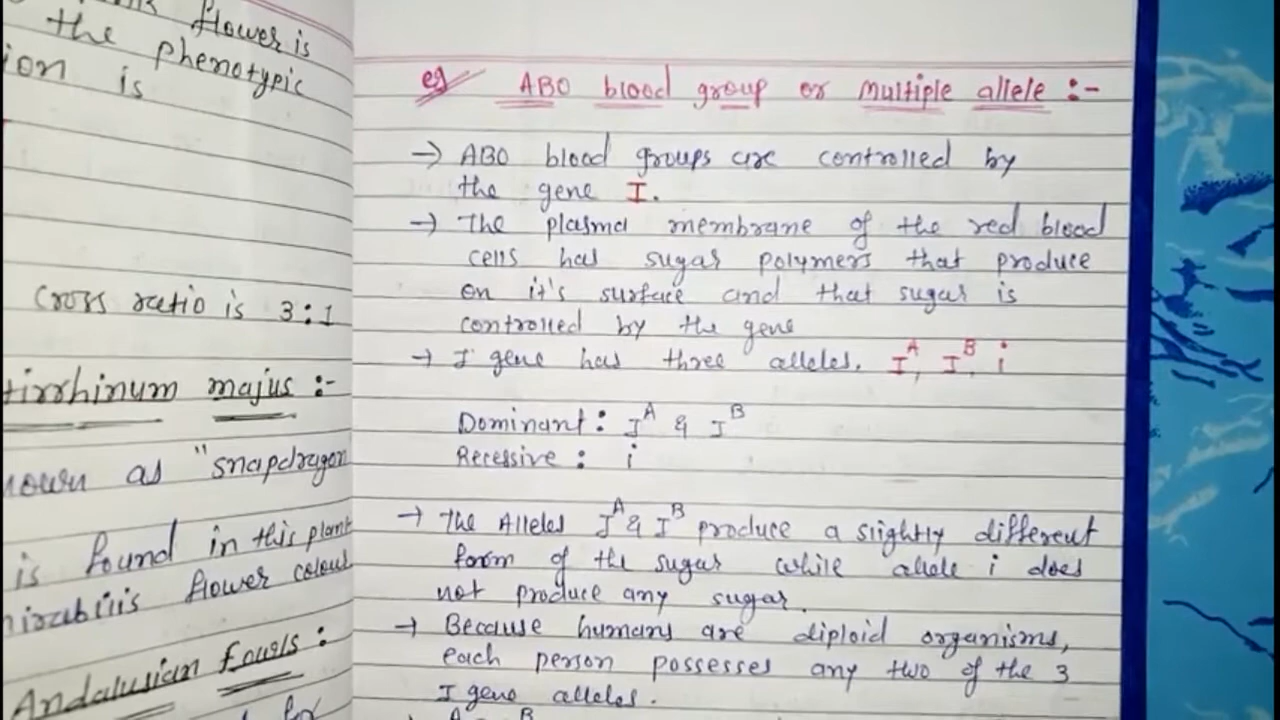 flower is
the phenotypic
ion is
Cross ratio is 3:1
tirrhinum majus :-
nown as "snapdragon
is found in this plant
mirabilis flower colour
Andalusian fowls :
eg ABO blood group or multiple allele :-
→ ABO blood groups are controlled by
the gene I.
→ The plasma membrane of the red blood
cells has sugar polymers that produce
on it's surface and that sugar is
controlled by the gene
→ I gene has three alleles. I^A, I^B, i
Dominant : I^A & I^B
Recessive : i
→ The Alleles I^A & I^B produce a slightly different
form of the sugar while allele i does
not produce any sugar.
→ Because humans are diploid organisms,
each person possesses any two of the 3
I gene alleles.
→ A B